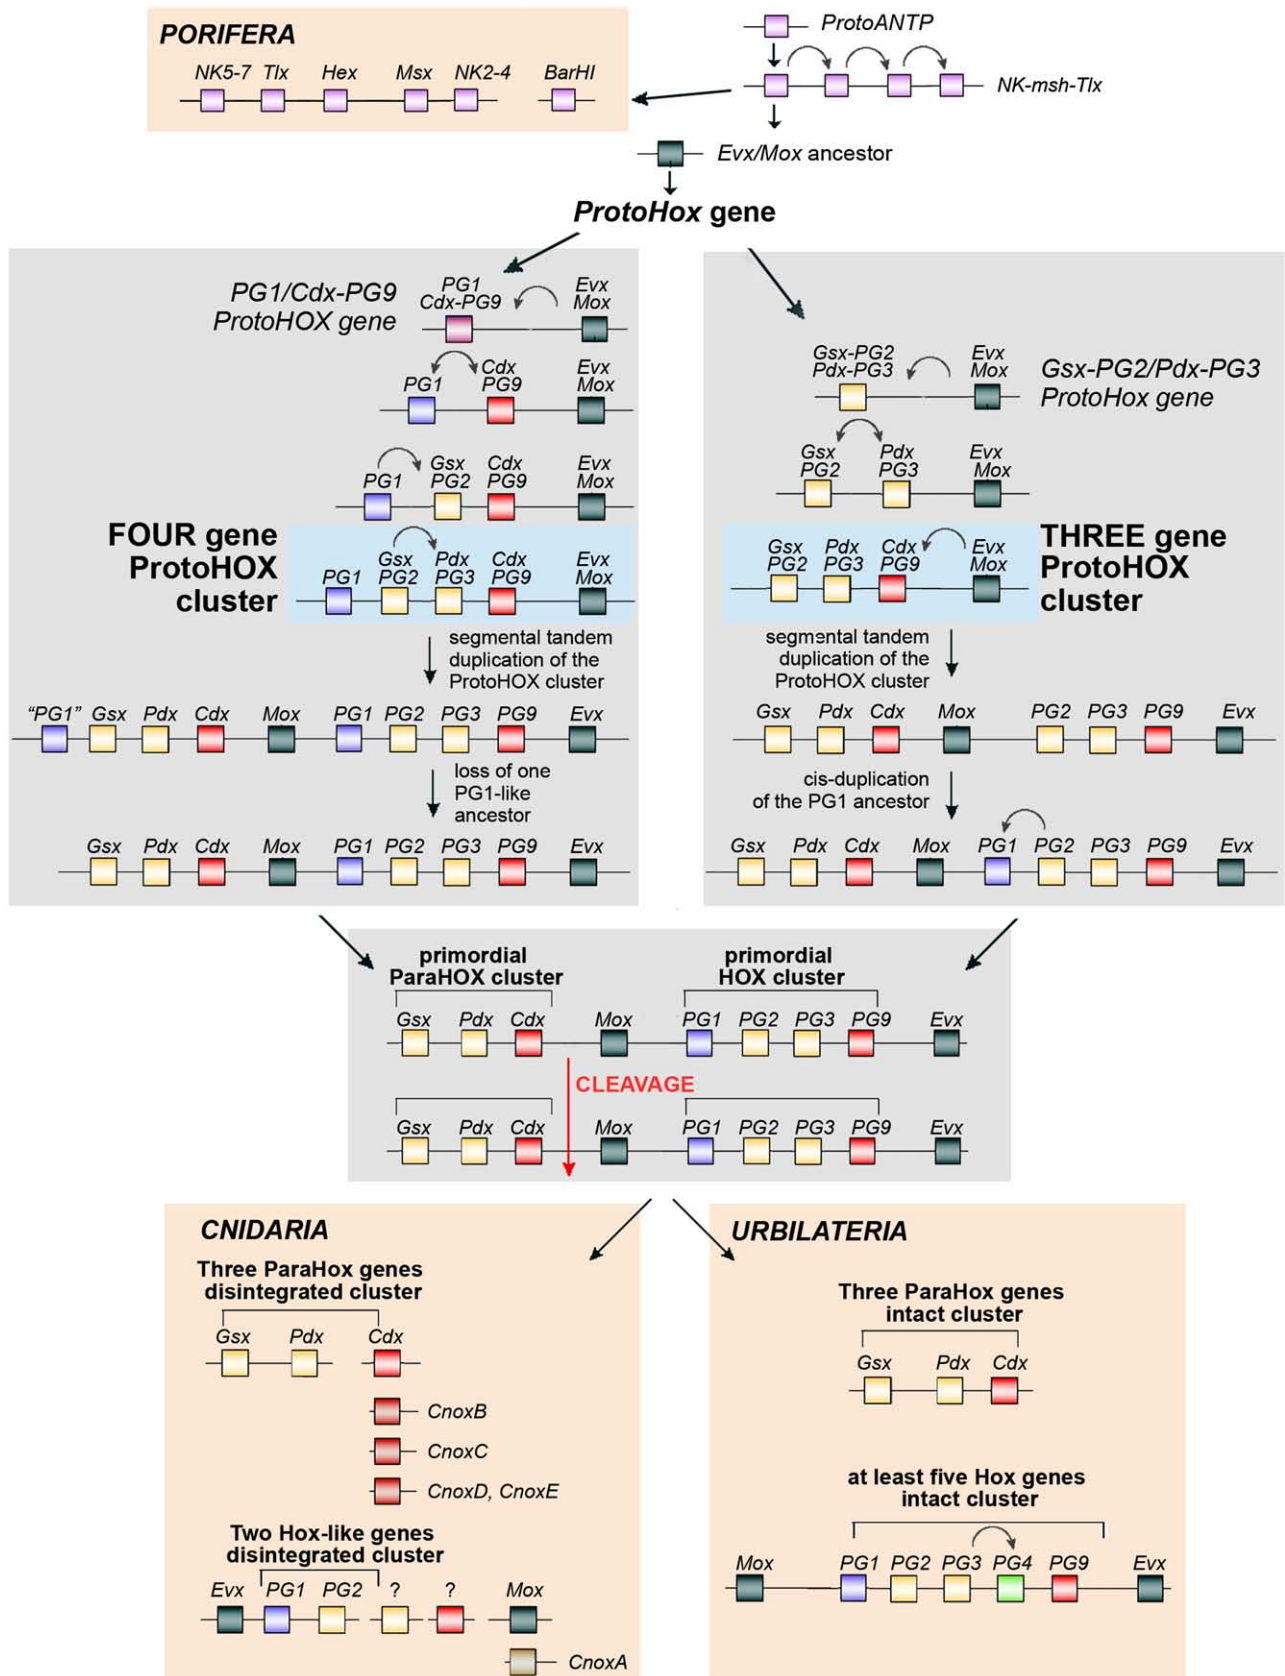 PORIFERA
NK5-7 Tlx Hex Msx NK2-4 BarHI
ProtoANTP
NK-msh-Tlx
Evx/Mox ancestor
ProtoHox gene
PG1/Cdx-PG9
ProtoHOX gene
PG1
Cdx-PG9
Evx
Mox
PG1
Cdx
PG9
Evx
Mox
PG1
Gsx
PG2
Cdx
PG9
Evx
Mox
FOUR gene
ProtoHOX
cluster
PG1
Gsx
PG2
Pdx
PG3
Cdx
PG9
Evx
Mox
segmental tandem
duplication of the
ProtoHOX cluster
"PG1" Gsx Pdx Cdx Mox PG1 PG2 PG3 PG9 Evx
loss of one
PG1-like
ancestor
Gsx Pdx Cdx Mox PG1 PG2 PG3 PG9 Evx
Gsx-PG2
Pdx-PG3
Evx
Mox
Gsx-PG2/Pdx-PG3
ProtoHox gene
Gsx
PG2
Pdx
PG3
Evx
Mox
Gsx
PG2
Pdx
PG3
Cdx
PG9
Evx
Mox
THREE gene
ProtoHOX
cluster
segmental tandem
duplication of the
ProtoHOX cluster
Gsx Pdx Cdx Mox PG2 PG3 PG9 Evx
cis-duplication
of the PG1 ancestor
Gsx Pdx Cdx Mox PG1 PG2 PG3 PG9 Evx
primordial
ParaHOX cluster
primordial
HOX cluster
Gsx Pdx Cdx Mox PG1 PG2 PG3 PG9 Evx
CLEAVAGE
Gsx Pdx Cdx Mox PG1 PG2 PG3 PG9 Evx
CNIDARIA
Three ParaHox genes
disintegrated cluster
Gsx Pdx Cdx
CnoxB
CnoxC
CnoxD, CnoxE
Two Hox-like genes
disintegrated cluster
Evx PG1 PG2 ? ? Mox
CnoxA
URBILATERIA
Three ParaHox genes
intact cluster
Gsx Pdx Cdx
at least five Hox genes
intact cluster
Mox PG1 PG2 PG3 PG4 PG9 Evx